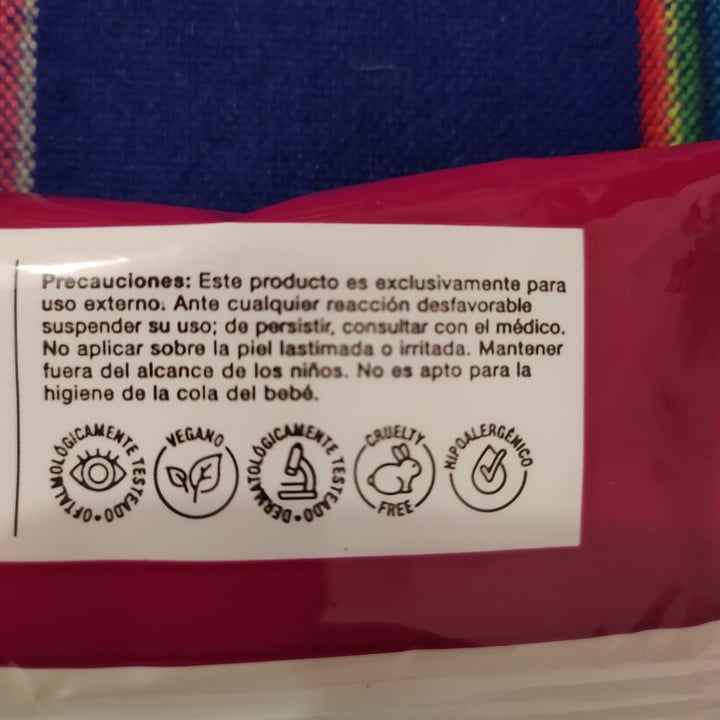 Precauciones: Este producto es exclusivamente para
uso externo. Ante cualquier reacción desfavorable
suspender su uso; de persistir, consultar con el médico.
No aplicar sobre la piel lastimada o irritada. Mantener
fuera del alcance de los niños. No es apto para la
higiene de la cola del bebé.
OFTALMOLÓGICAMENTE TESTEADO
VEGANO
DERMATOLÓGICAMENTE TESTEADO
CRUELTY
FREE
HIPOALERGÉNICO